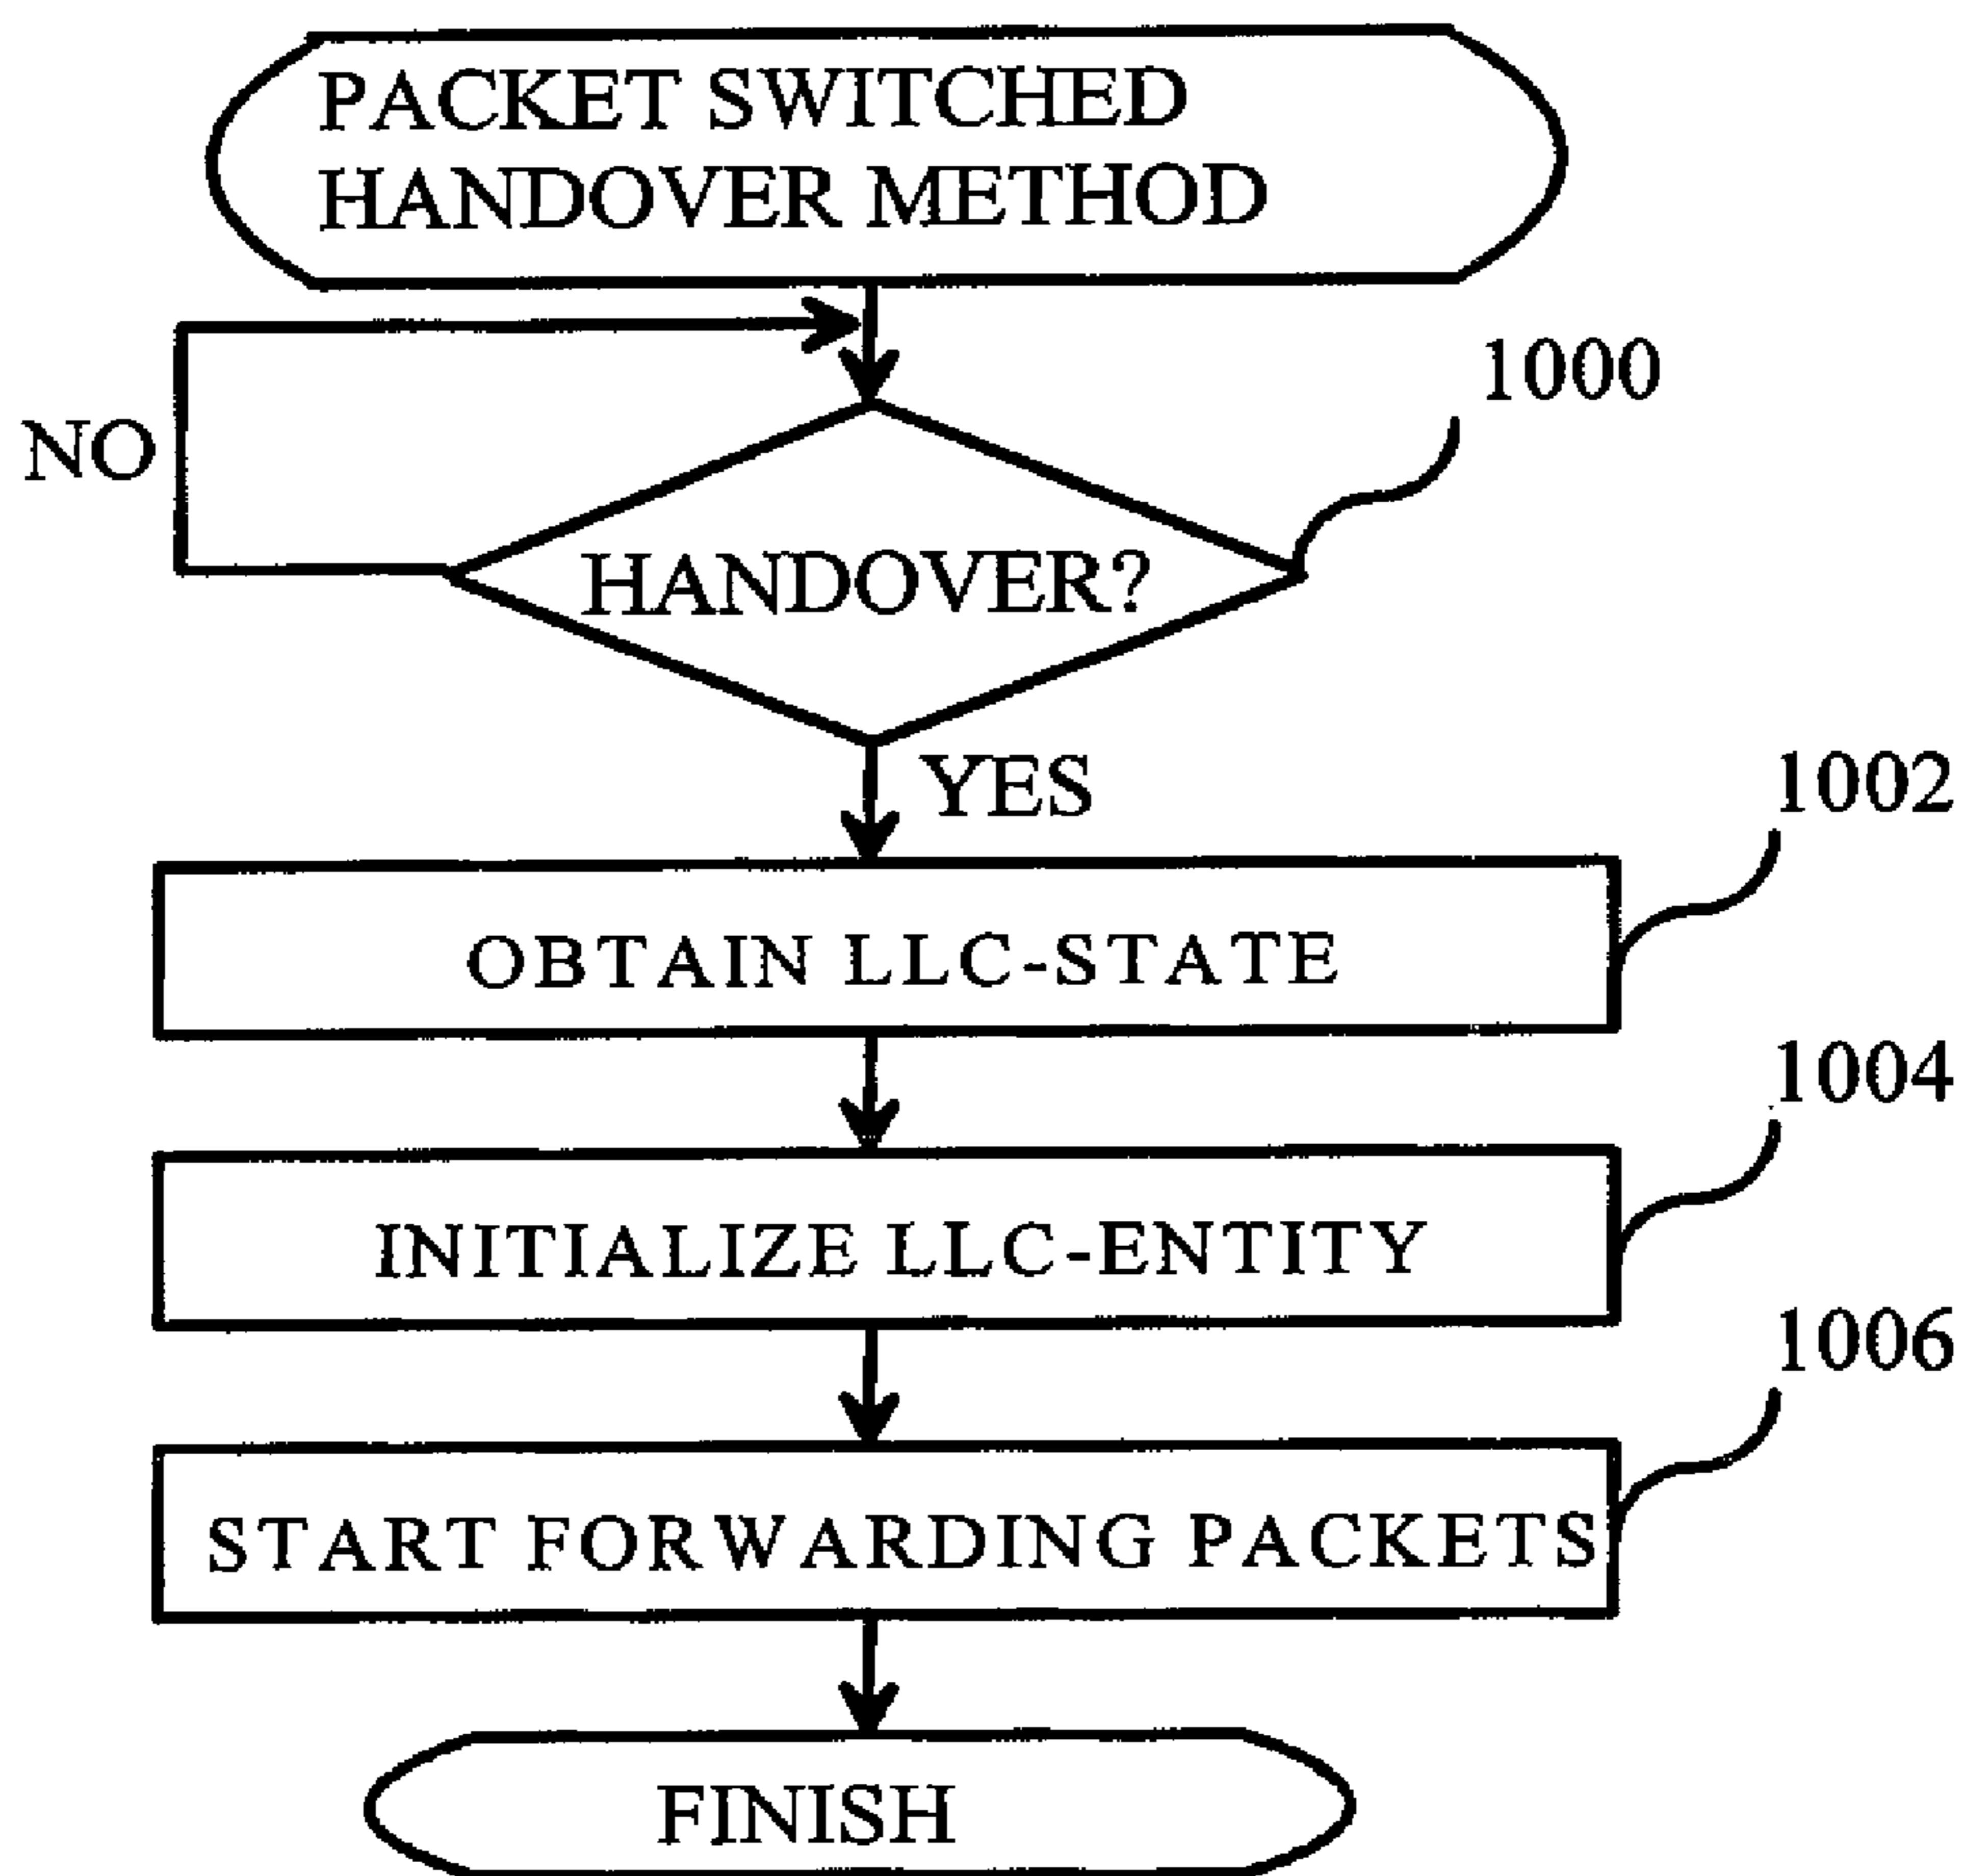 PACKET SWITCHED
HANDOVER METHOD
1000
NO
HANDOVER?
YES
1002
OBTAIN LLC-STATE
1004
INITIALIZE LLC-ENTITY
1006
START FORWARDING PACKETS
FINISH